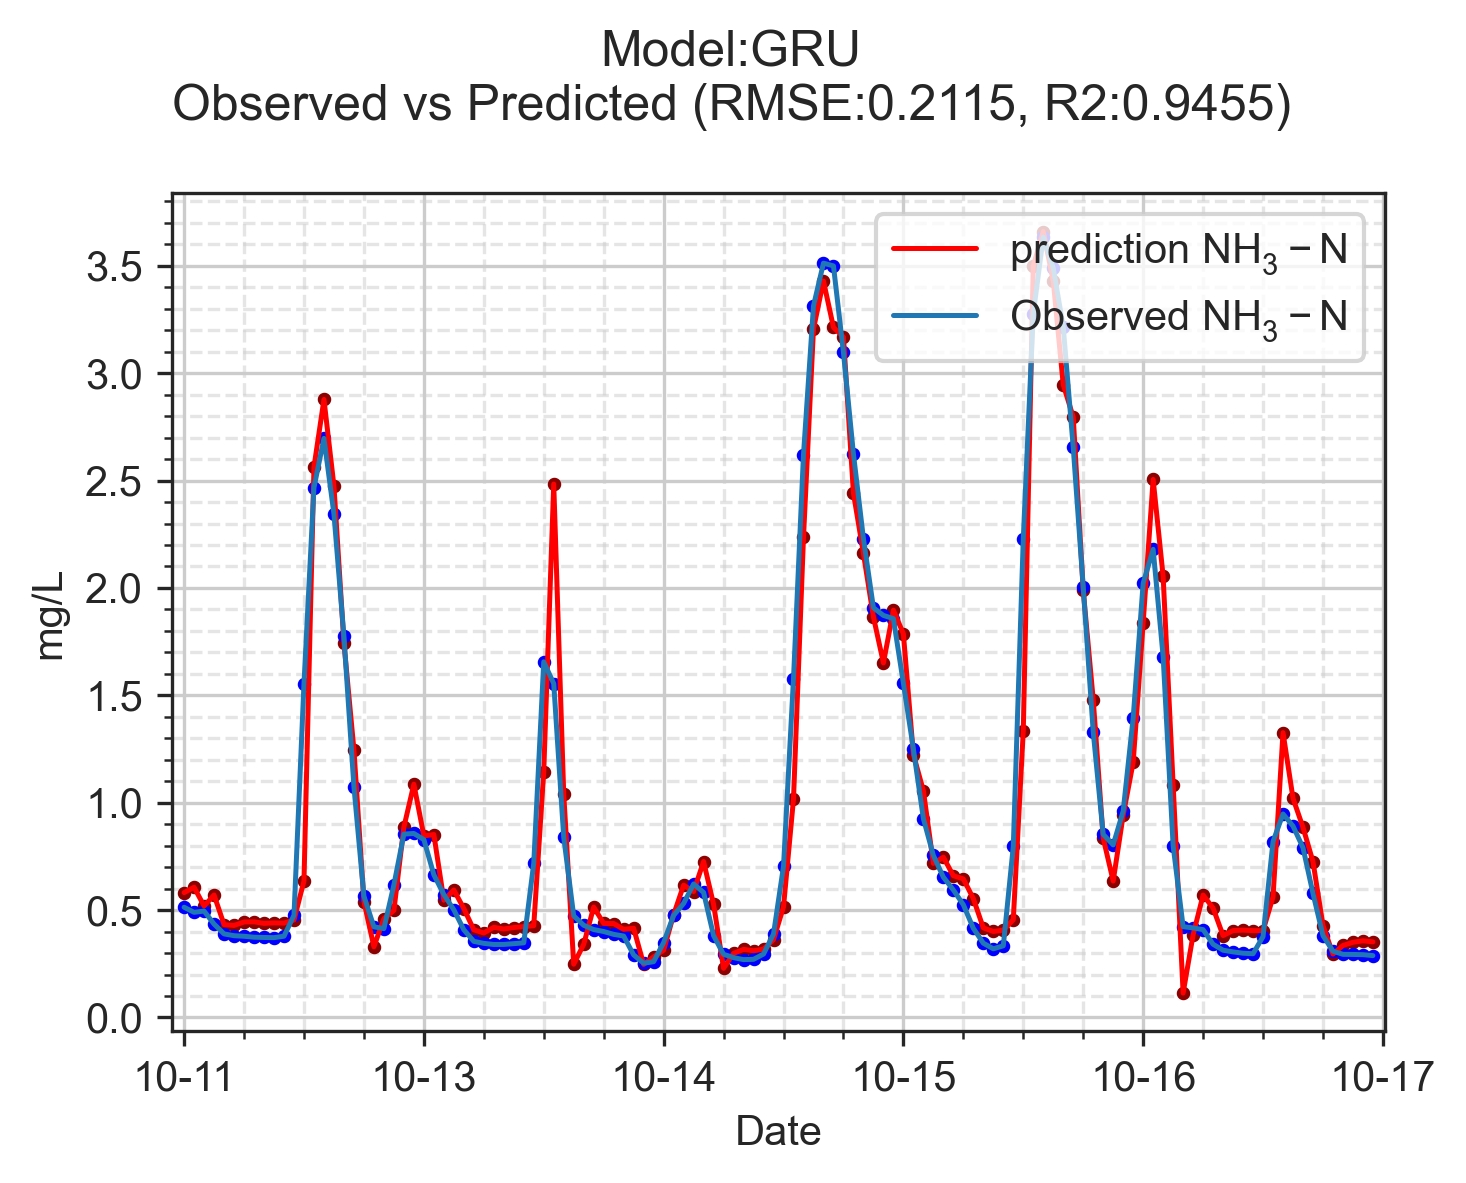 Model:GRU
Observed vs Predicted (RMSE:0.2115, R2:0.9455)
prediction NH₃ − N
Observed NH₃ − N
3.5
3.0
2.5
2.0
1.5
1.0
0.5
0.0
mg/L
10-11 10-13 10-14 10-15 10-16 10-17
Date